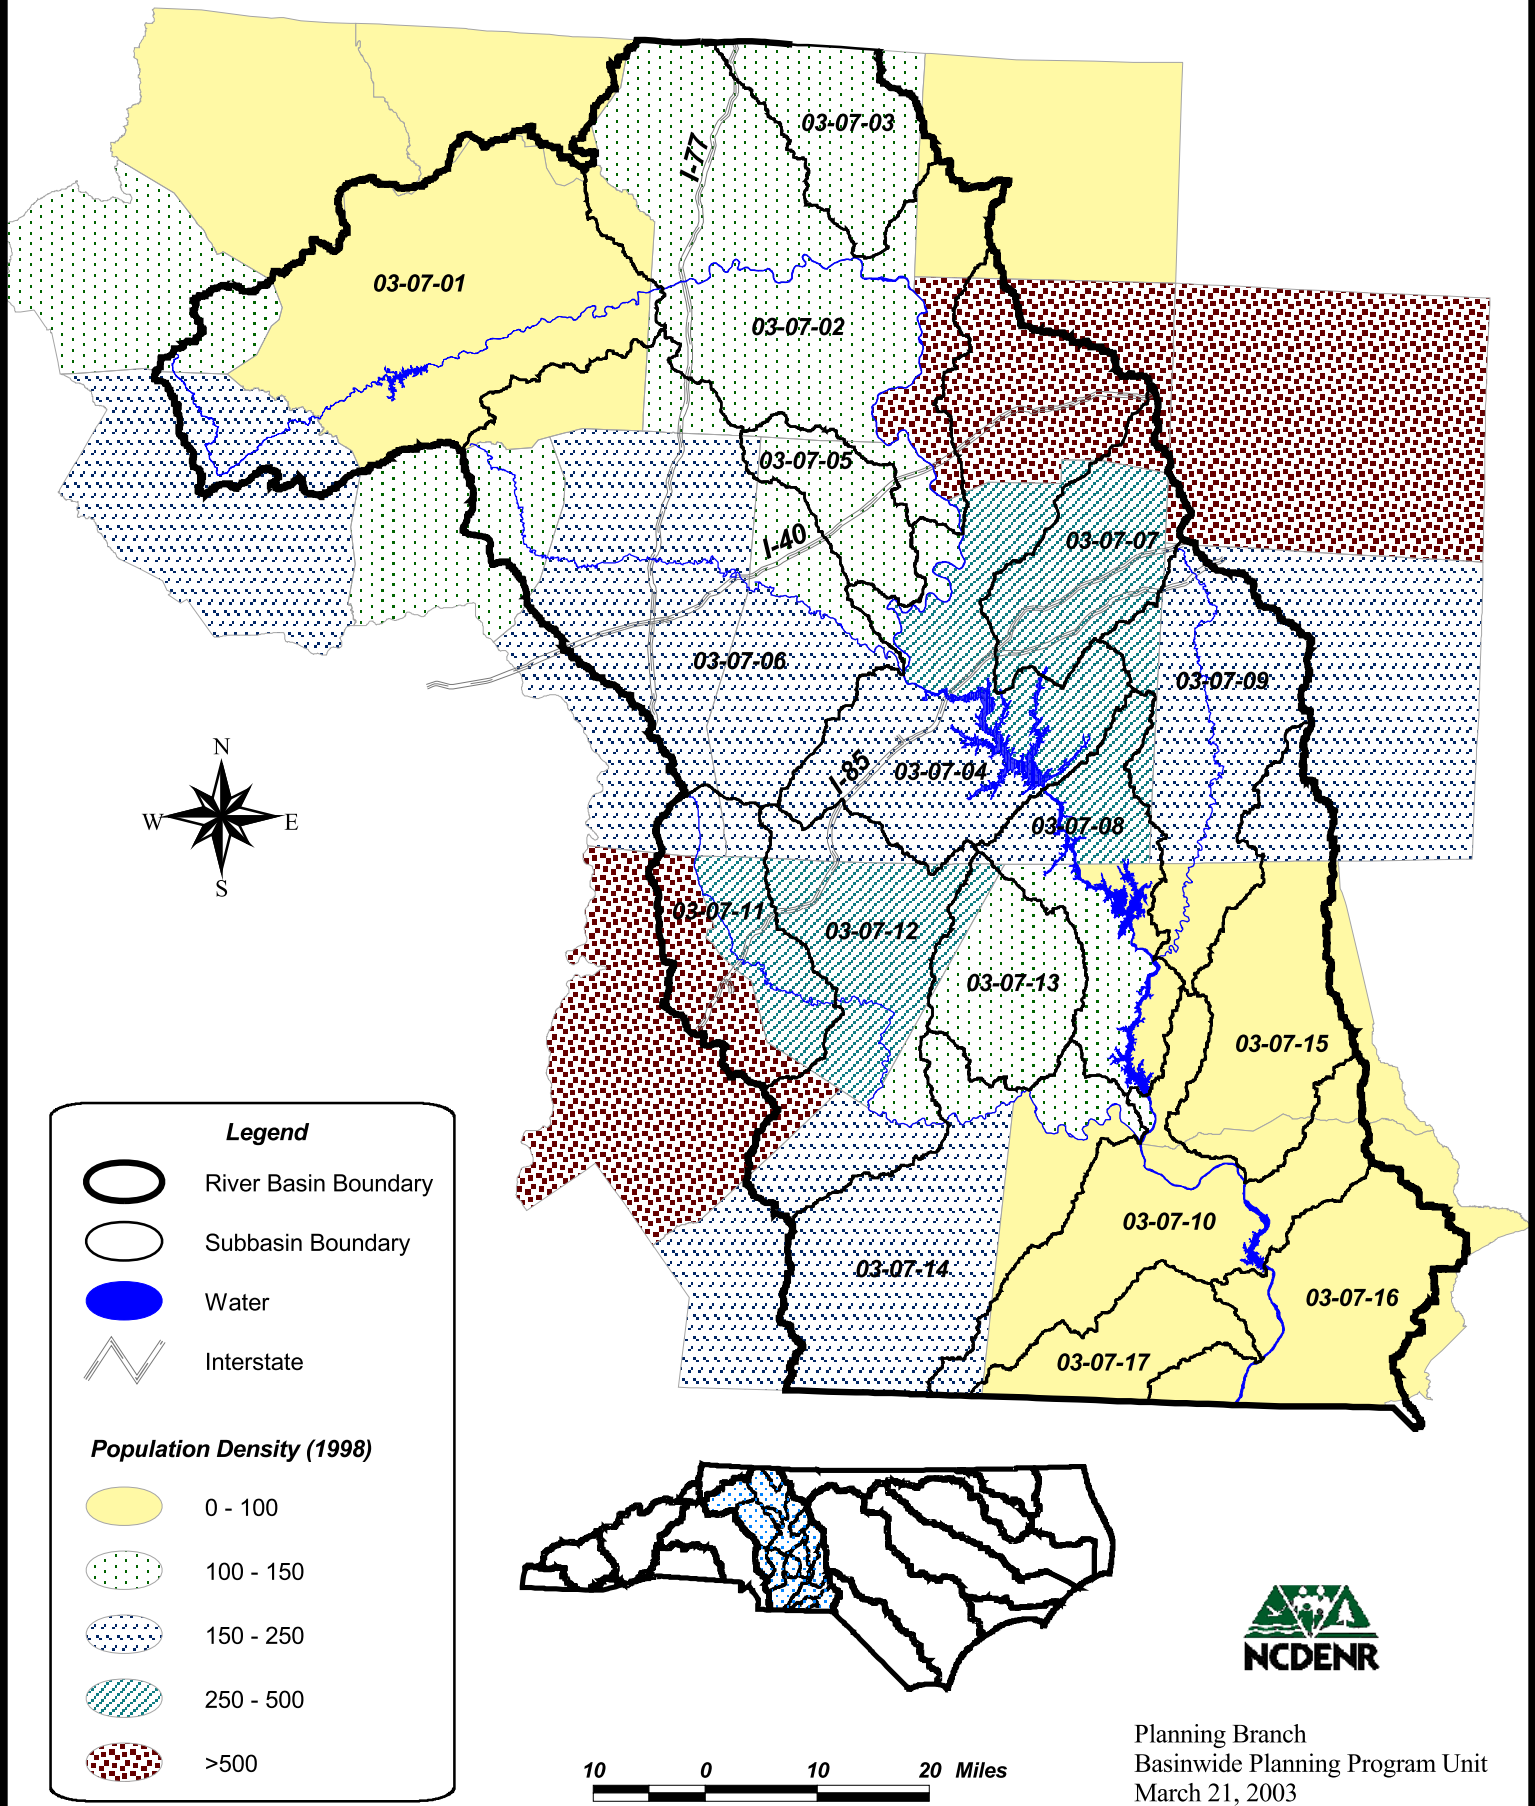 03-07-03
I-77
03-07-01
03-07-02
03-07-05
I-40
03-07-07
03-07-06
03-07-09
I-85
03-07-04
03-07-08
N
W
E
S
03-07-11
03-07-12
03-07-13
03-07-15
03-07-10
03-07-14
03-07-16
03-07-17
Legend
River Basin Boundary
Subbasin Boundary
Water
Interstate
Population Density (1998)
0 - 100
100 - 150
150 - 250
250 - 500
>500
10 0 10 20 Miles
NCDENR
Planning Branch
Basinwide Planning Program Unit
March 21, 2003